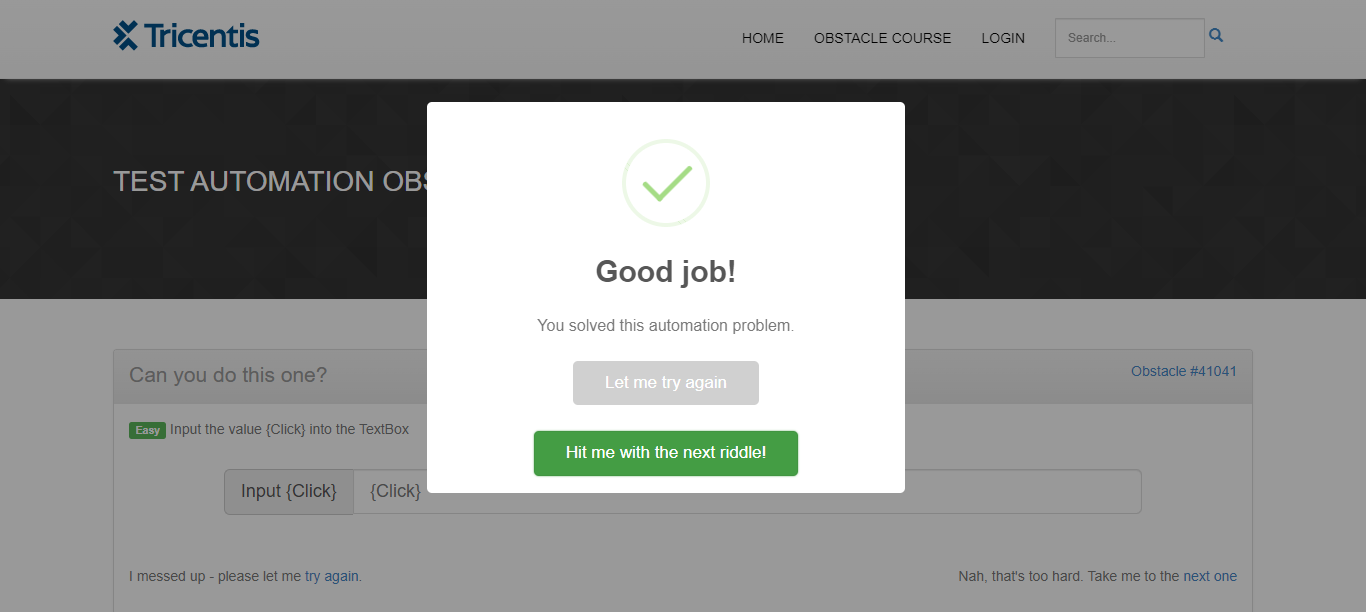 Tricentis
HOME OBSTACLE COURSE LOGIN Search...
TEST AUTOMATION OBS
Good job!
You solved this automation problem.
Let me try again
Hit me with the next riddle!
Can you do this one? Obstacle #41041
Easy Input the value {Click} into the TextBox
Input {Click} {Click}
I messed up - please let me try again. Nah, that's too hard. Take me to the next one